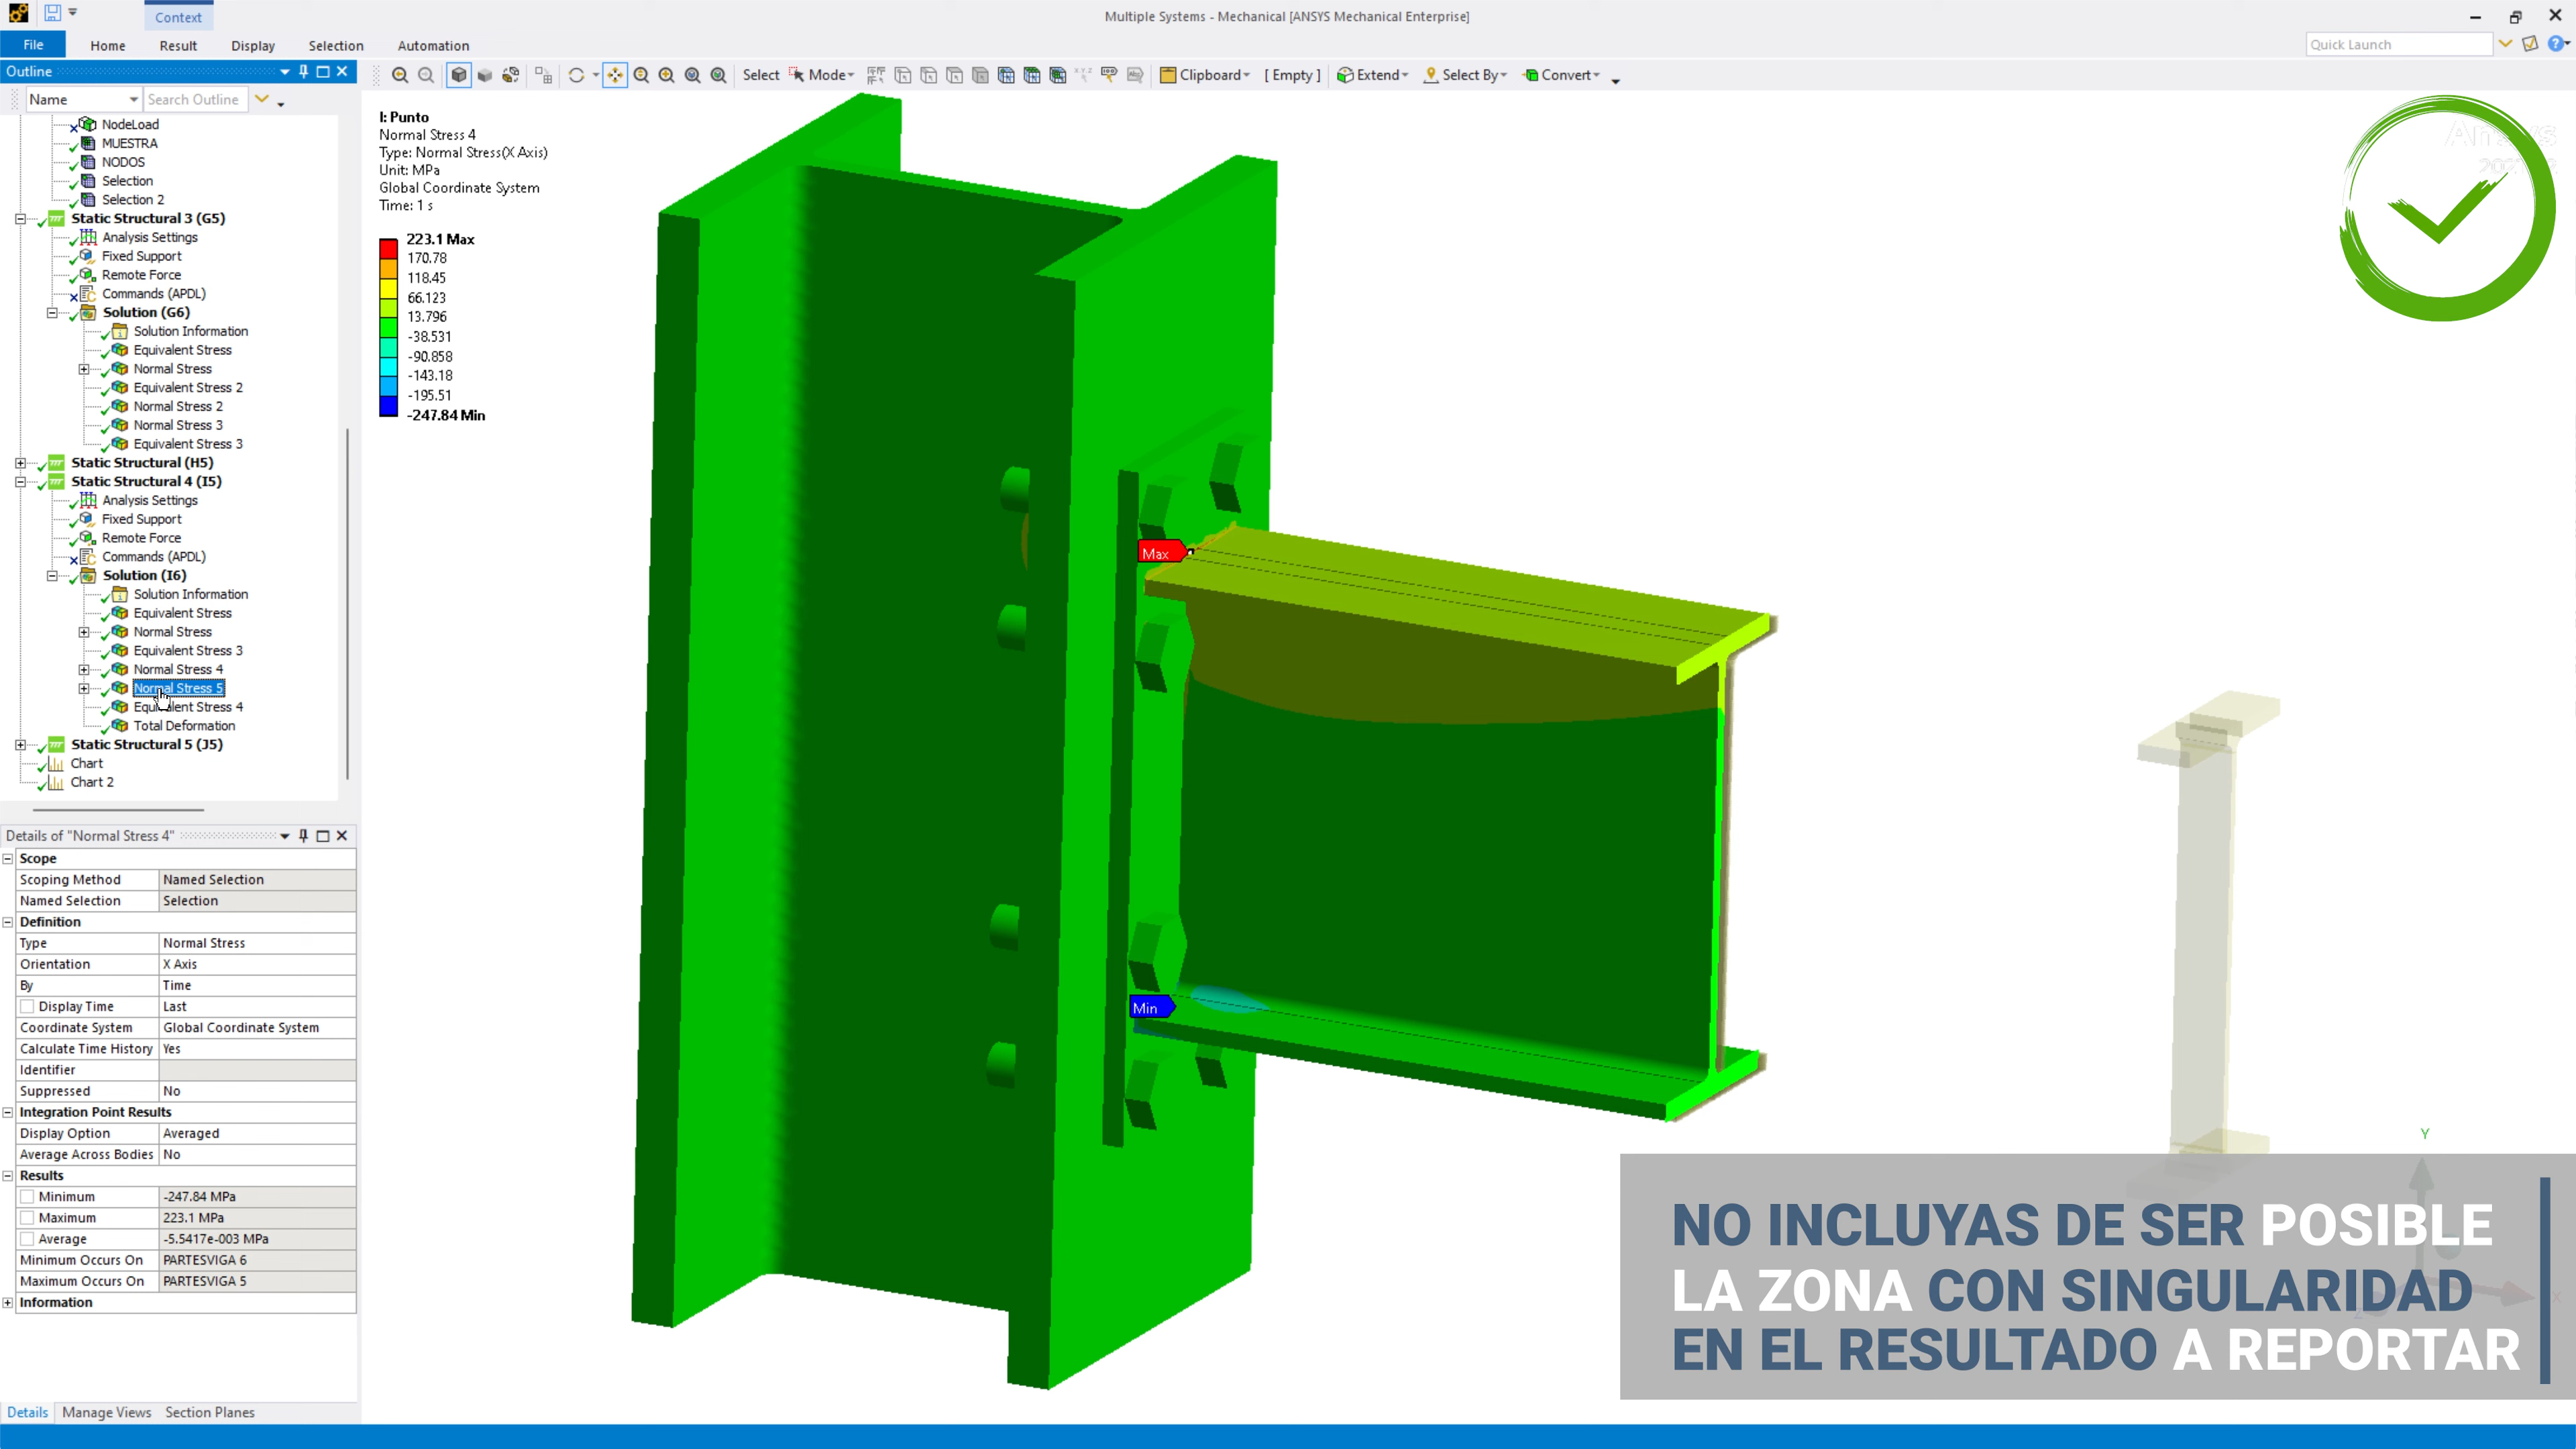 Context
Multiple Systems - Mechanical [ANSYS Mechanical Enterprise]
File
Home
Result
Display
Selection
Automation
Quick Launch
Outline
Select
Mode
Clipboard
[ Empty ]
Extend
Select By
Convert
Name
Search Outline
NodeLoad
MUESTRA
NODOS
Selection
Selection 2
Static Structural 3 (G5)
Analysis Settings
Fixed Support
Remote Force
Commands (APDL)
Solution (G6)
Solution Information
Equivalent Stress
Normal Stress
Equivalent Stress 2
Normal Stress 2
Normal Stress 3
Equivalent Stress 3
Static Structural (H5)
Static Structural 4 (I5)
Analysis Settings
Fixed Support
Remote Force
Commands (APDL)
Solution (I6)
Solution Information
Equivalent Stress
Normal Stress
Equivalent Stress 3
Normal Stress 4
Normal Stress 5
Equivalent Stress 4
Total Deformation
Static Structural 5 (J5)
Chart
Chart 2
Details of "Normal Stress 4"
Scope
Scoping Method Named Selection
Named Selection Selection
Definition
Type Normal Stress
Orientation X Axis
By Time
Display Time Last
Coordinate System Global Coordinate System
Calculate Time History Yes
Identifier
Suppressed No
Integration Point Results
Display Option Averaged
Average Across Bodies No
Results
Minimum -247.84 MPa
Maximum 223.1 MPa
Average -5.5417e-003 MPa
Minimum Occurs On PARTESVIGA 6
Maximum Occurs On PARTESVIGA 5
Information
Details
Manage Views
Section Planes
I: Punto
Normal Stress 4
Type: Normal Stress(X Axis)
Unit: MPa
Global Coordinate System
Time: 1 s
223.1 Max
170.78
118.45
66.123
13.796
-38.531
-90.858
-143.18
-195.51
-247.84 Min
Max
Min
Y
NO INCLUYAS DE SER POSIBLE
LA ZONA CON SINGULARIDAD
EN EL RESULTADO A REPORTAR